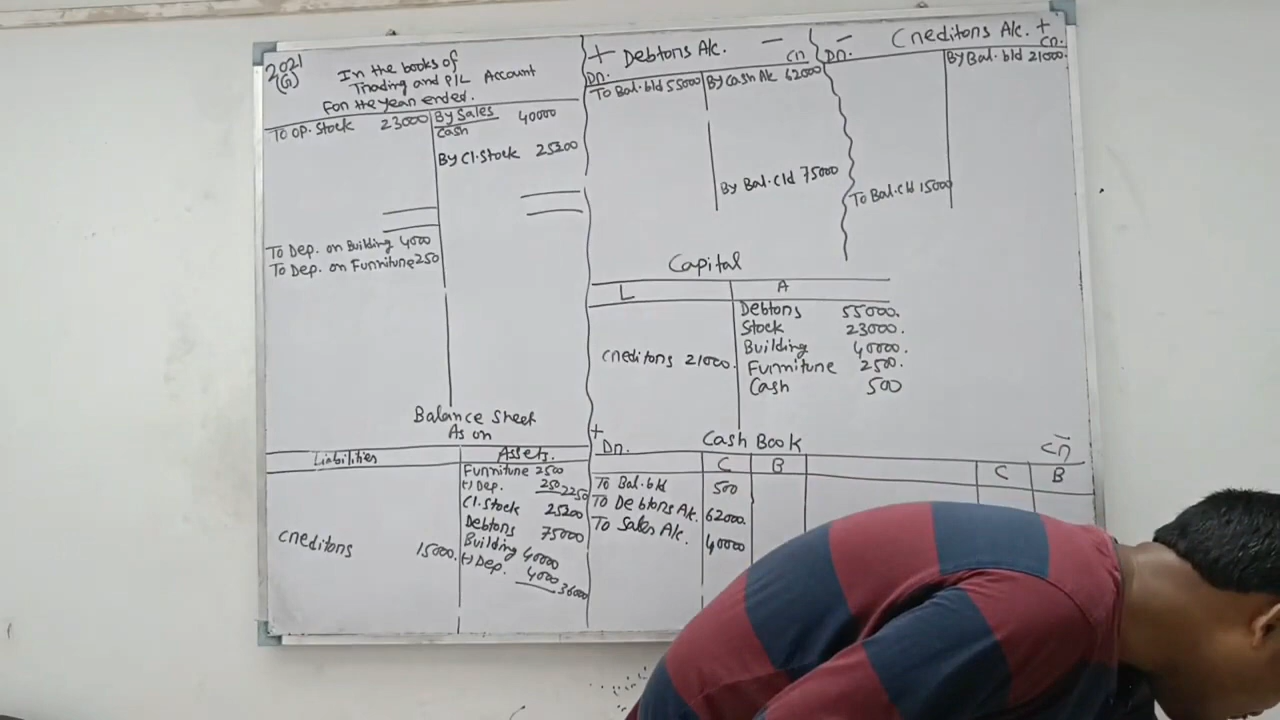 2021
(G)
In the books of
Trading and P/L Account
For the year ended.
To Op. Stock 23000
By Sales
Cash 40000
By Cl. Stock 25200
To Dep. on Building 4000
To Dep. on Furniture 250
+ Debtors A/c. −
Dr. Cr
To Bal. b/d 55000
By Cash A/c 62000
By Bal. c/d 75000
− Creditors A/c. +
Dr. Cr.
By Bal. b/d 21000
To Bal. c/d 15000
Capital
L A
Creditors 21000.
Debtors 55000.
Stock 23000.
Building 40000.
Furniture 2500.
Cash 500
Balance Sheet
As on
Liabilities Assets.
Creditors 15000.
Furniture 2500
(-) Dep. 250 2250
Cl. Stock 25200
Debtors 75000
Building 40000
(-) Dep. 4000 36000
+ Cash Book −
Dr. Cr
C B C B
To Bal. b/d 500
To Debtors A/c. 62000.
To Sales A/c. 40000